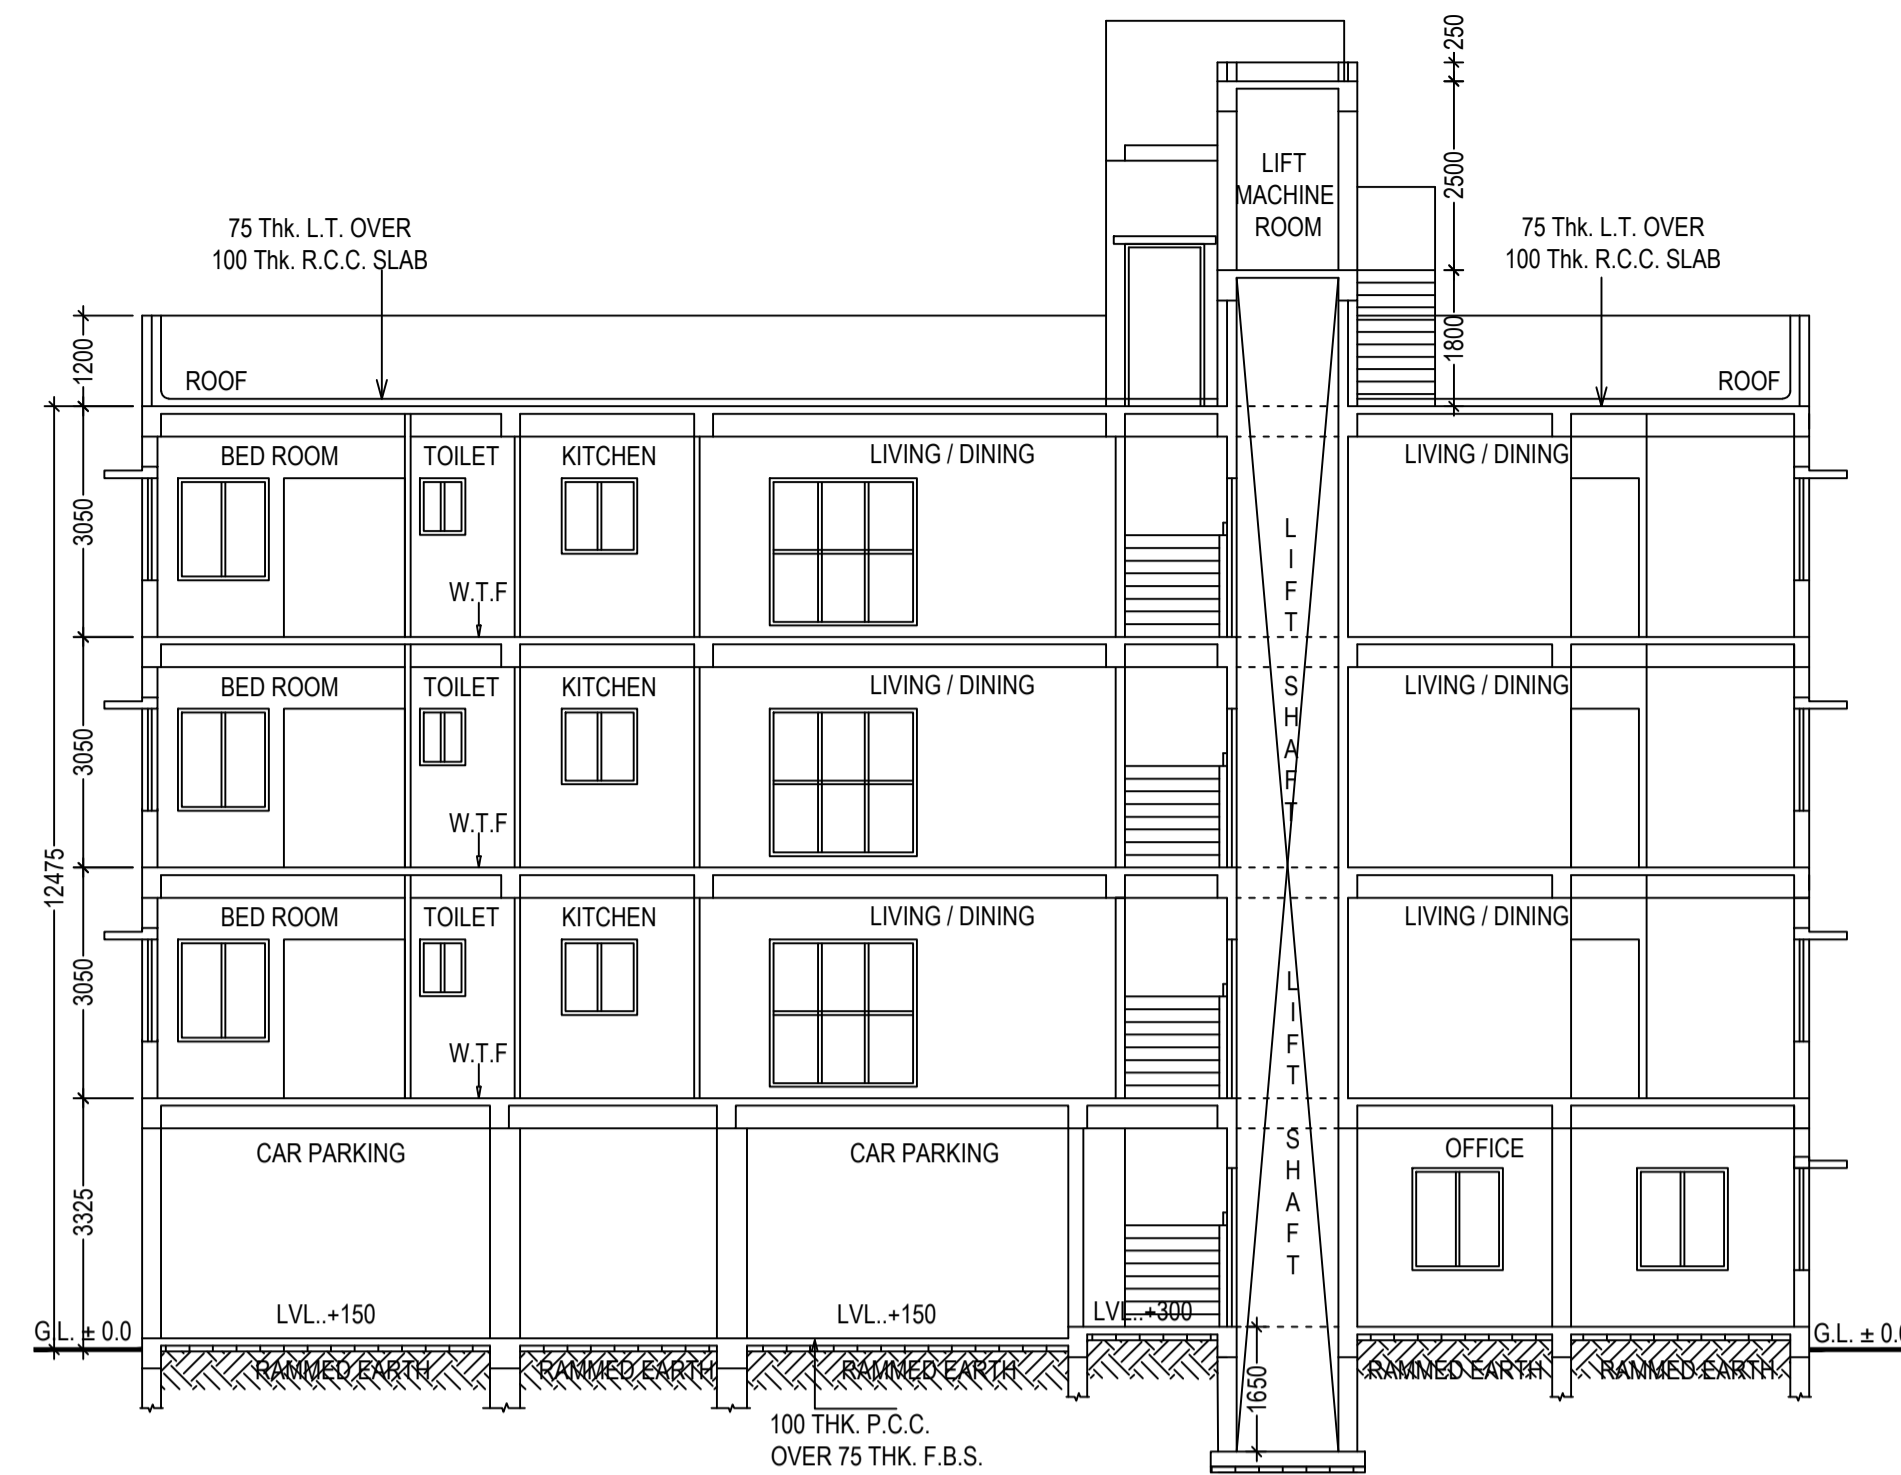 250
LIFT
MACHINE
ROOM
2500
75 Thk. L.T. OVER
100 Thk. R.C.C. SLAB
75 Thk. L.T. OVER
100 Thk. R.C.C. SLAB
1200
1800
ROOF
ROOF
BED ROOM
TOILET
KITCHEN
LIVING / DINING
LIVING / DINING
3050
W.T.F
LIFT SHAFT
BED ROOM
TOILET
KITCHEN
LIVING / DINING
LIVING / DINING
3050
W.T.F
12475
BED ROOM
TOILET
KITCHEN
LIVING / DINING
LIVING / DINING
3050
W.T.F
LIFT SHAFT
CAR PARKING
CAR PARKING
OFFICE
3325
LVL..+150
LVL..+150
LVL..+300
G.L. ± 0.0
G.L. ± 0.0
RAMMED EARTH
RAMMED EARTH
RAMMED EARTH
RAMMED EARTH
RAMMED EARTH
1650
100 THK. P.C.C.
OVER 75 THK. F.B.S.